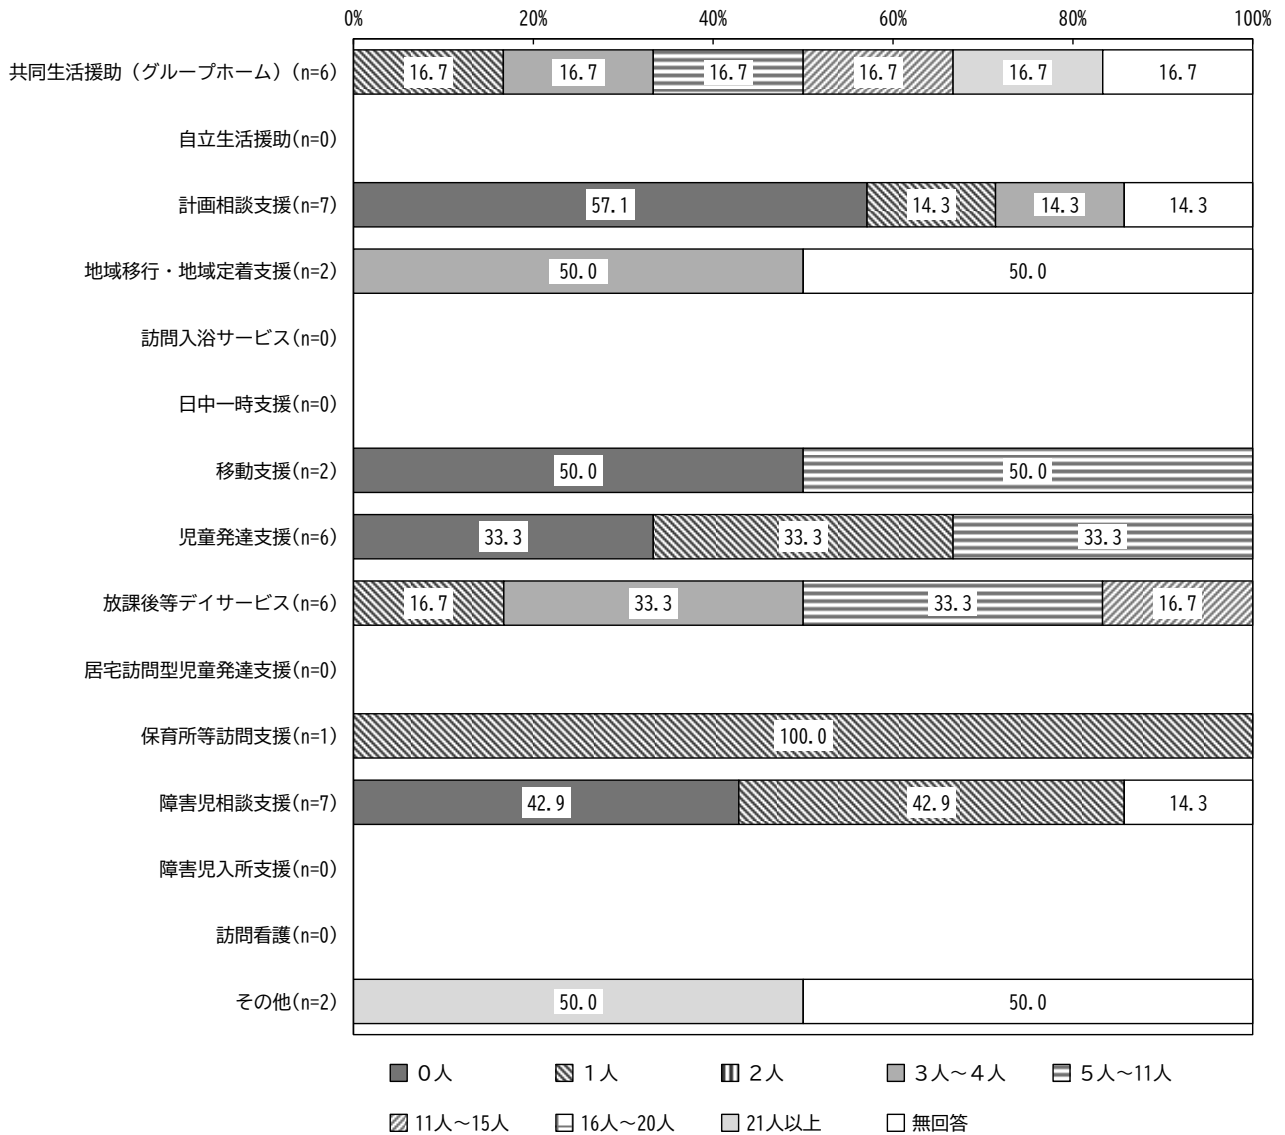 0% 20% 40% 60% 80% 100%
共同生活援助（グループホーム）(n=6) 16.7 16.7 16.7 16.7 16.7 16.7
自立生活援助(n=0)
計画相談支援(n=7) 57.1 14.3 14.3 14.3
地域移行・地域定着支援(n=2) 50.0 50.0
訪問入浴サービス(n=0)
日中一時支援(n=0)
移動支援(n=2) 50.0 50.0
児童発達支援(n=6) 33.3 33.3 33.3
放課後等デイサービス(n=6) 16.7 33.3 33.3 16.7
居宅訪問型児童発達支援(n=0)
保育所等訪問支援(n=1) 100.0
障害児相談支援(n=7) 42.9 42.9 14.3
障害児入所支援(n=0)
訪問看護(n=0)
その他(n=2) 50.0 50.0
０人 １人 ２人 ３人～４人 ５人～11人
11人～15人 16人～20人 21人以上 無回答